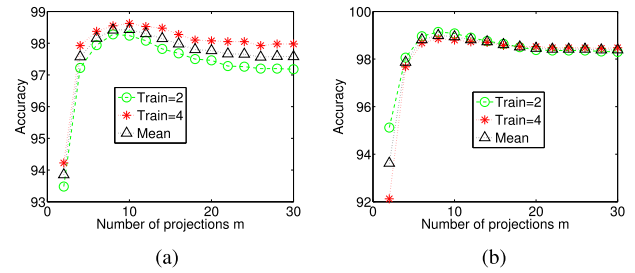 99
98
97
96
95
94
93
0 10 20 30
Accuracy
Number of projections m
Train=2
Train=4
Mean
(a)
100
98
96
94
92
0 10 20 30
Accuracy
Number of projections m
Train=2
Train=4
Mean
(b)